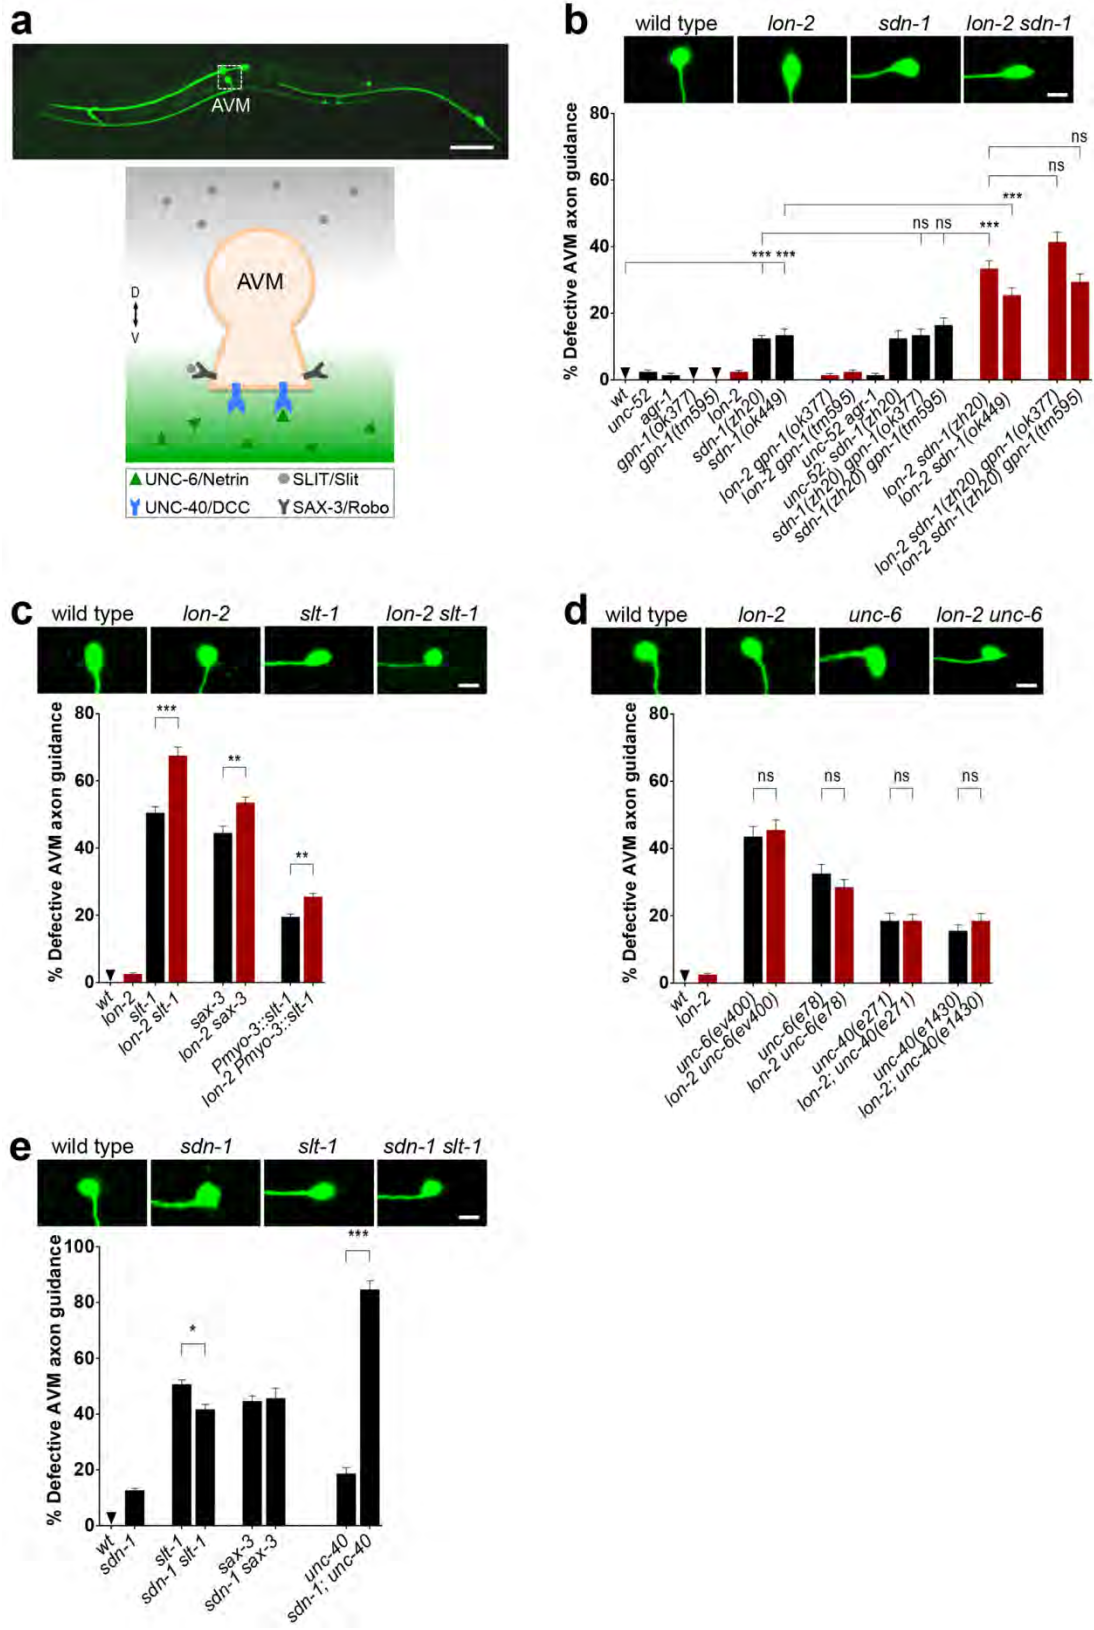 a
AVM
AVM
D
V
UNC-6/Netrin
SLIT/Slit
UNC-40/DCC
SAX-3/Robo
b
wild type
lon-2
sdn-1
lon-2 sdn-1
% Defective AVM axon guidance
80
60
40
20
0
ns
ns
***
ns ns
***
*** ***
wt
unc-52
agr-1
gpn-1(ok377)
gpn-1(tm595)
lon-2
sdn-1(zh20)
sdn-1(ok449)
lon-2 gpn-1(ok377)
lon-2 gpn-1(tm595)
unc-52 agr-1
unc-52; sdn-1(zh20)
sdn-1(zh20) gpn-1(ok377)
sdn-1(zh20) gpn-1(tm595)
lon-2 sdn-1(zh20)
lon-2 sdn-1(ok449)
lon-2 sdn-1(zh20) gpn-1(ok377)
lon-2 sdn-1(zh20) gpn-1(tm595)
c
wild type
lon-2
slt-1
lon-2 slt-1
% Defective AVM axon guidance
80
60
40
20
0
***
**
**
wt
lon-2
slt-1
lon-2 slt-1
sax-3
lon-2 sax-3
Pmyo-3::slt-1
lon-2 Pmyo-3::slt-1
d
wild type
lon-2
unc-6
lon-2 unc-6
% Defective AVM axon guidance
80
60
40
20
0
ns
ns
ns
ns
wt
lon-2
unc-6(ev400)
lon-2 unc-6(ev400)
unc-6(e78)
lon-2 unc-6(e78)
unc-40(e271)
lon-2; unc-40(e271)
unc-40(e1430)
lon-2; unc-40(e1430)
e
wild type
sdn-1
slt-1
sdn-1 slt-1
% Defective AVM axon guidance
100
80
60
40
20
0
*
***
wt
sdn-1
slt-1
sdn-1 slt-1
sax-3
sdn-1 sax-3
unc-40
sdn-1; unc-40